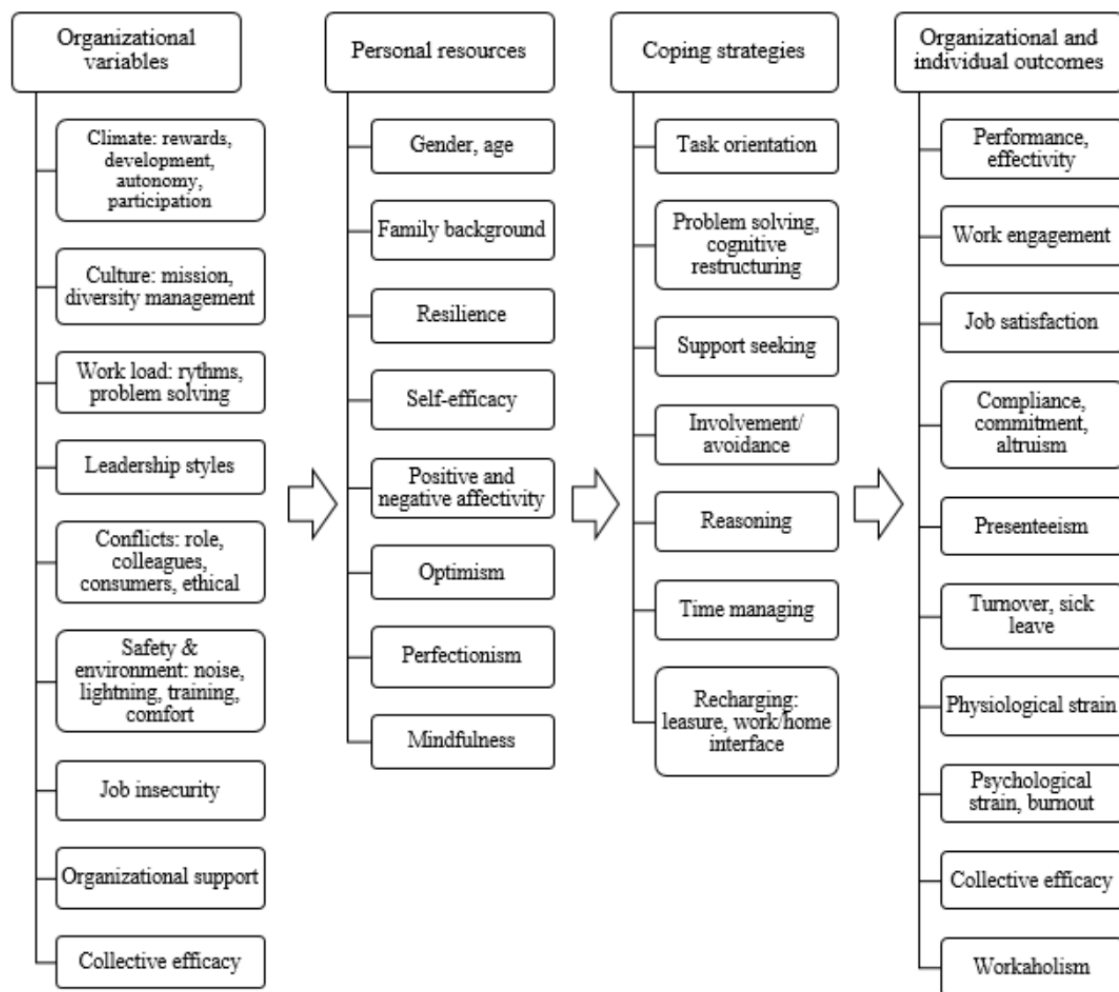 Organizational
variables
Climate: rewards,
development,
autonomy,
participation
Culture: mission,
diversity management
Work load: rythms,
problem solving
Leadership styles
Conflicts: role,
colleagues,
consumers, ethical
Safety &
environment: noise,
lightning, training,
comfort
Job insecurity
Organizational support
Collective efficacy
Personal resources
Gender, age
Family background
Resilience
Self-efficacy
Positive and
negative affectivity
Optimism
Perfectionism
Mindfulness
Coping strategies
Task orientation
Problem solving,
cognitive
restructuring
Support seeking
Involvement/
avoidance
Reasoning
Time managing
Recharging:
leasure, work/home
interface
Organizational and
individual outcomes
Performance,
effectivity
Work engagement
Job satisfaction
Compliance,
commitment,
altruism
Presenteeism
Turnover, sick
leave
Physiological strain
Psychological
strain, burnout
Collective efficacy
Workaholism